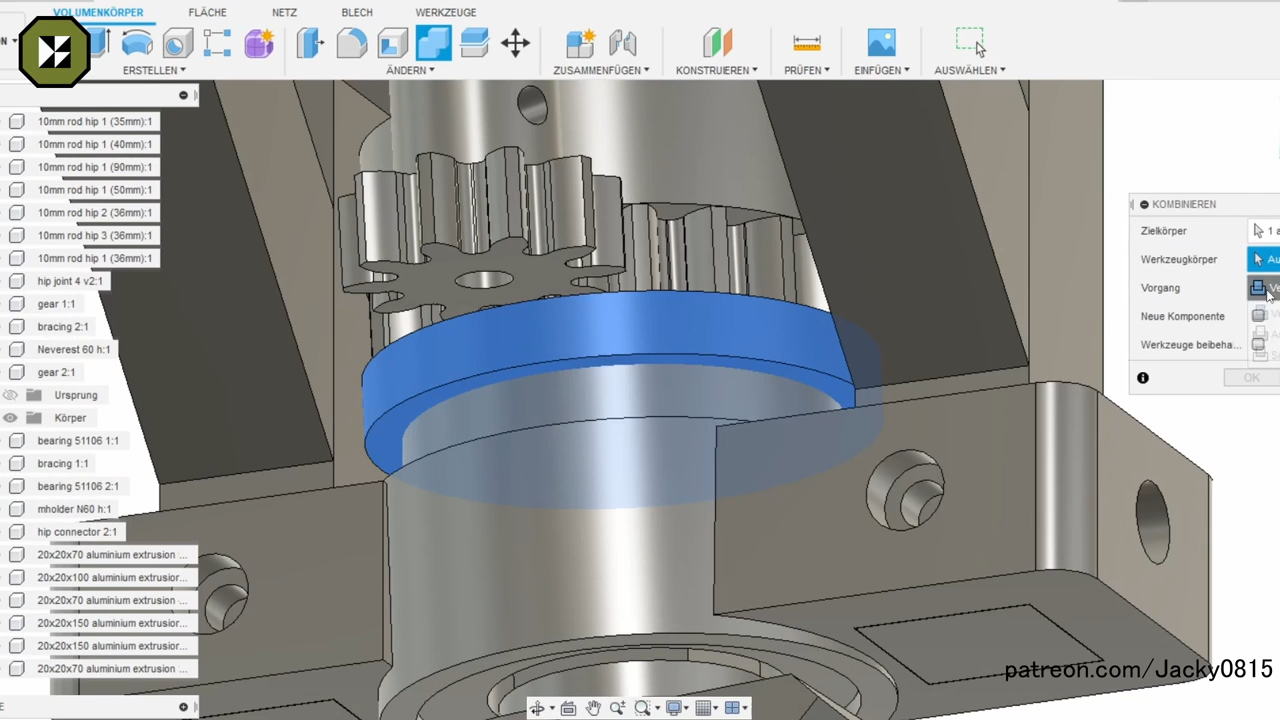 VOLUMENKÖRPER FLÄCHE NETZ BLECH WERKZEUGE
ERSTELLEN ÄNDERN ZUSAMMENFÜGEN KONSTRUIEREN PRÜFEN EINFÜGEN AUSWÄHLEN
10mm rod hip 1 (35mm):1
10mm rod hip 1 (40mm):1
10mm rod hip 1 (90mm):1
10mm rod hip 1 (50mm):1
10mm rod hip 2 (36mm):1
10mm rod hip 3 (36mm):1
10mm rod hip 1 (36mm):1
hip joint 4 v2:1
gear 1:1
bracing 2:1
Neverest 60 h:1
gear 2:1
Ursprung
Körper
bearing 51106 1:1
bracing 1:1
bearing 51106 2:1
mholder N60 h:1
hip connector 2:1
20x20x70 aluminium extrusion ...
20x20x100 aluminium extrusior...
20x20x70 aluminium extrusion ...
20x20x150 aluminium extrusior...
20x20x150 aluminium extrusior...
20x20x70 aluminium extrusion ...
KOMBINIEREN
Zielkörper 1
Werkzeugkörper
Vorgang
Neue Komponente
Werkzeuge beibeha...
OK
patreon.com/Jacky0815